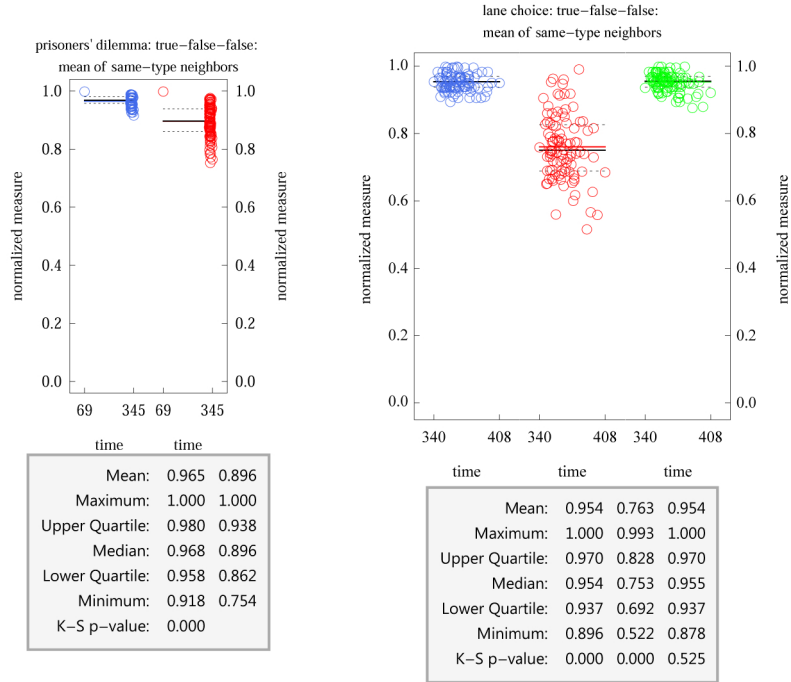 prisoners' dilemma: true−false−false:
mean of same−type neighbors
1.0
0.8
0.6
0.4
0.2
0.0
normalized measure
1.0
0.8
0.6
0.4
0.2
0.0
normalized measure
69 345 69 345
time time
Mean: 0.965 0.896
Maximum: 1.000 1.000
Upper Quartile: 0.980 0.938
Median: 0.968 0.896
Lower Quartile: 0.958 0.862
Minimum: 0.918 0.754
K−S p−value: 0.000
lane choice: true−false−false:
mean of same−type neighbors
1.0
0.8
0.6
0.4
0.2
0.0
normalized measure
1.0
0.8
0.6
0.4
0.2
0.0
normalized measure
340 408 340 408 340 408
time time time
Mean: 0.954 0.763 0.954
Maximum: 1.000 0.993 1.000
Upper Quartile: 0.970 0.828 0.970
Median: 0.954 0.753 0.955
Lower Quartile: 0.937 0.692 0.937
Minimum: 0.896 0.522 0.878
K−S p−value: 0.000 0.000 0.525